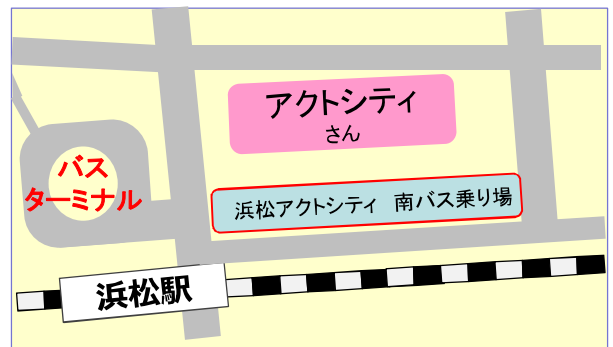 アクトシティ
さん
バス
ターミナル
浜松アクトシティ　南バス乗り場
浜松駅